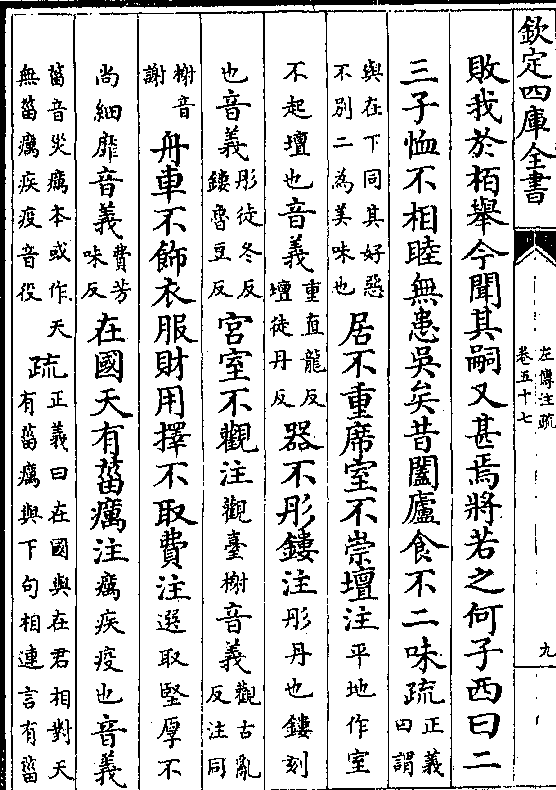 欽定四庫全書
左傳注疏
卷五十七
九
敗我於栢舉今聞其嗣又甚焉將若之何子西曰二
三子恤不相睦無患吳矣昔闔廬食不二味疏正義
曰謂
與在下同其好惡
不別二為美味也
居不重席室不崇壇注平地作室
不起壇也音義重直龍反
壇徒丹反
器不彤鏤注彤丹也鏤刻
也音義彤徒冬反
鏤魯豆反
宮室不觀注觀臺榭音義觀古亂
反注同
榭音
謝
舟車不飾衣服財用擇不取費注選取堅厚不
尚細靡音義費芳
味反
在國天有菑癘注癘疾疫也音義
菑音災癘本或作天
無菑癘疾疫音役
疏正義曰在國與在君相對天
有菑癘與下句相連言有菑